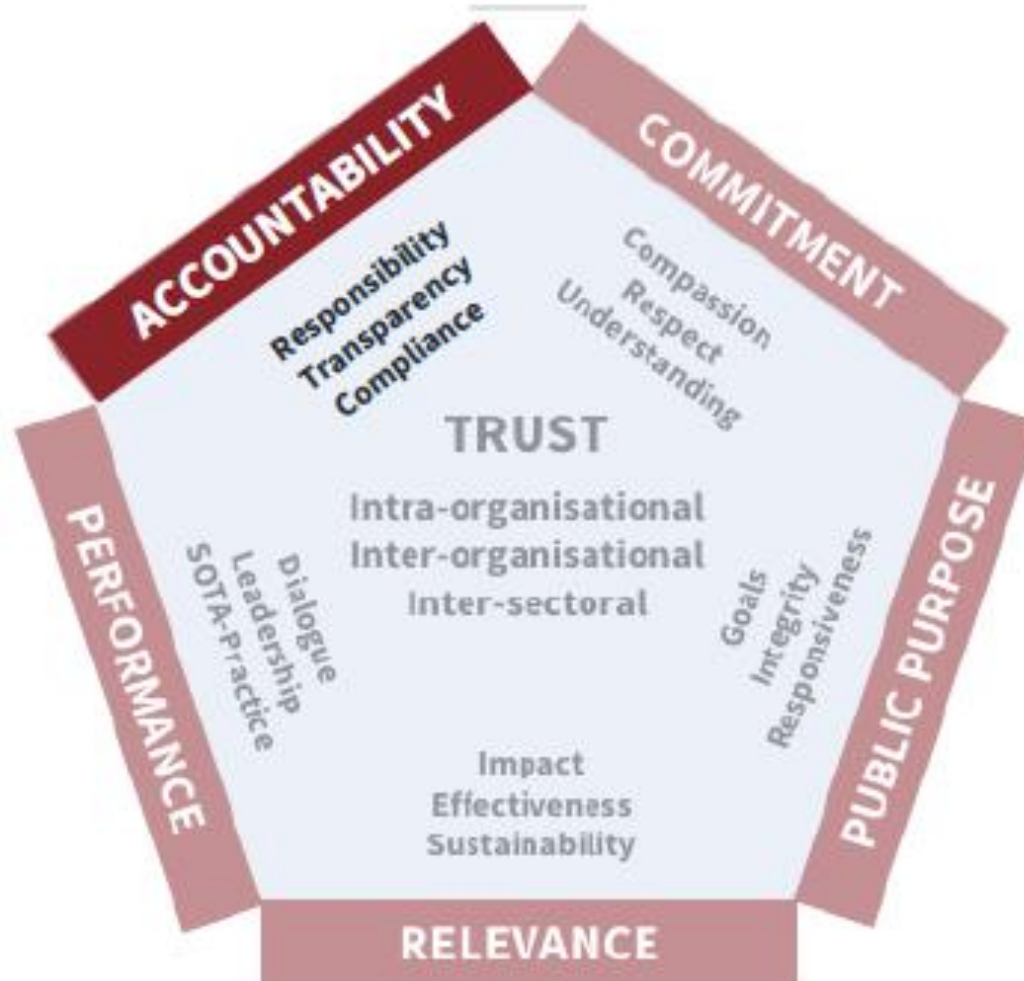 ACCOUNTABILITY
Responsibility
Transparency
Compliance
COMMITMENT
Compassion
Respect
Understanding
TRUST
Intra-organisational
Inter-organisational
Inter-sectoral
PERFORMANCE
Dialogue
Leadership
SOTA-Practice
PUBLIC PURPOSE
Goals
Integrity
Responsiveness
Impact
Effectiveness
Sustainability
RELEVANCE